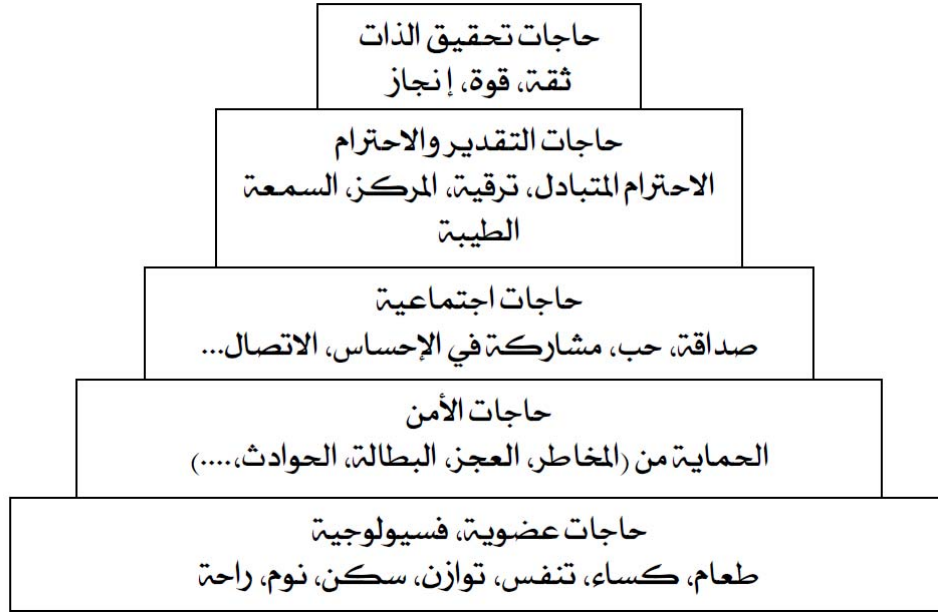 حاجات تحقيق الذات
ثقة، قوة، إنجاز
حاجات التقدير والاحترام
الاحترام المتبادل، ترقية، المركز، السمعة
الطيبة
حاجات اجتماعية
صداقة، حب، مشاركة في الإحساس، الاتصال...
حاجات الأمن
الحماية من (المخاطر، العجز، البطالة، الحوادث،....)
حاجات عضوية، فسيولوجية
طعام، كساء، تنفس، توازن، سكن، نوم، راحة